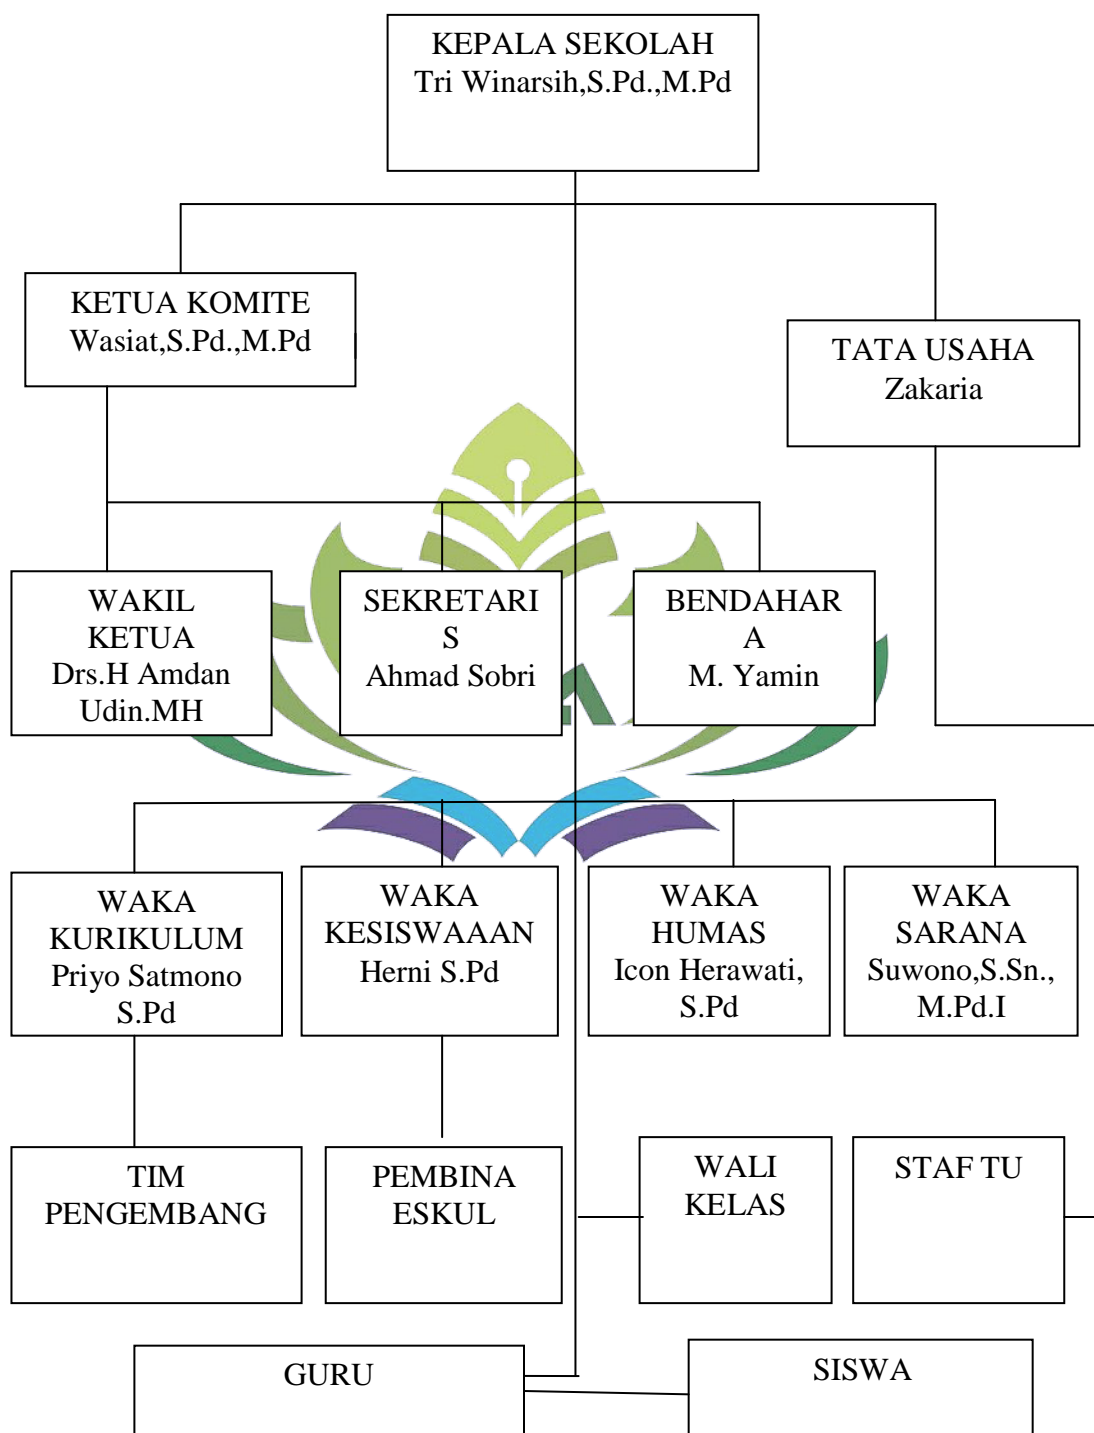 KEPALA SEKOLAH
Tri Winarsih,S.Pd.,M.Pd
KETUA KOMITE
Wasiat,S.Pd.,M.Pd
TATA USAHA
Zakaria
WAKIL
KETUA
Drs.H Amdan
Udin.MH
SEKRETARI
S
Ahmad Sobri
BENDAHAR
A
M. Yamin
WAKA
KURIKULUM
Priyo Satmono
S.Pd
WAKA
KESISWAAAN
Herni S.Pd
WAKA
HUMAS
Icon Herawati,
S.Pd
WAKA
SARANA
Suwono,S.Sn.,
M.Pd.I
TIM
PENGEMBANG
PEMBINA
ESKUL
WALI
KELAS
STAF TU
GURU
SISWA